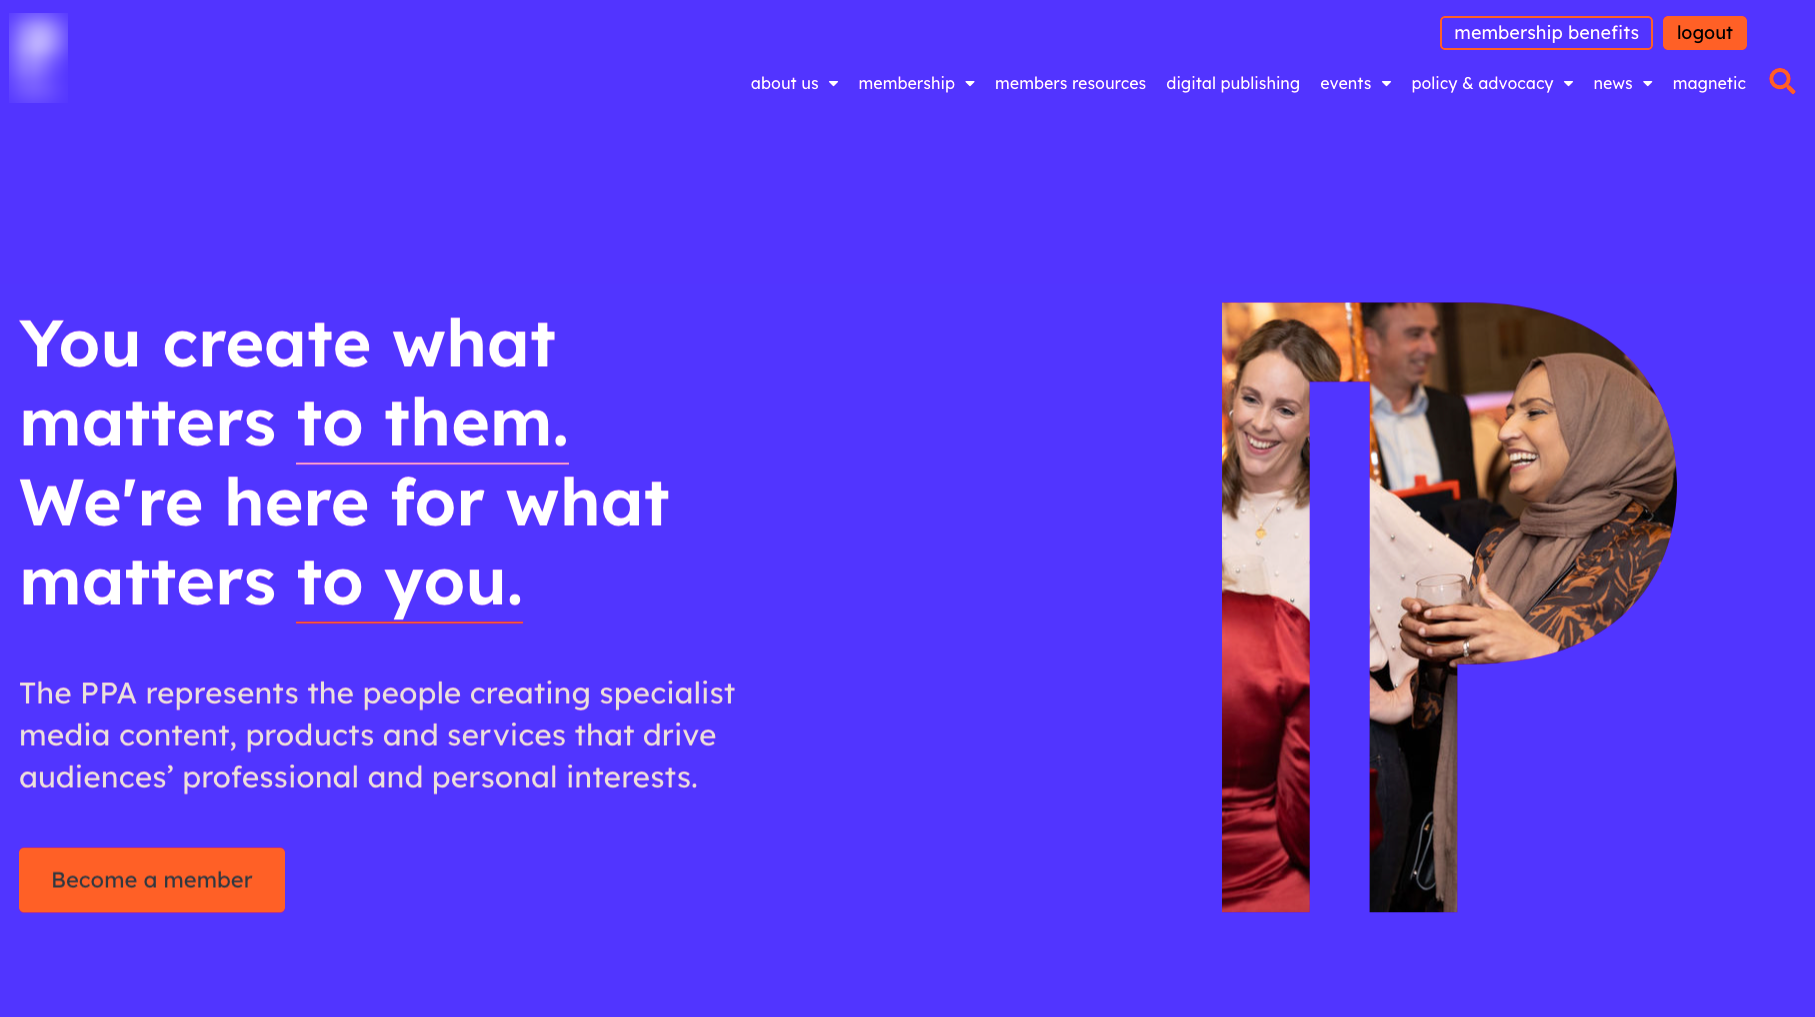 membership benefits
logout
about us
membership
members resources
digital publishing
events
policy & advocacy
news
magnetic
You create what
matters to them.
We're here for what
matters to you.
The PPA represents the people creating specialist
media content, products and services that drive
audiences’ professional and personal interests.
Become a member